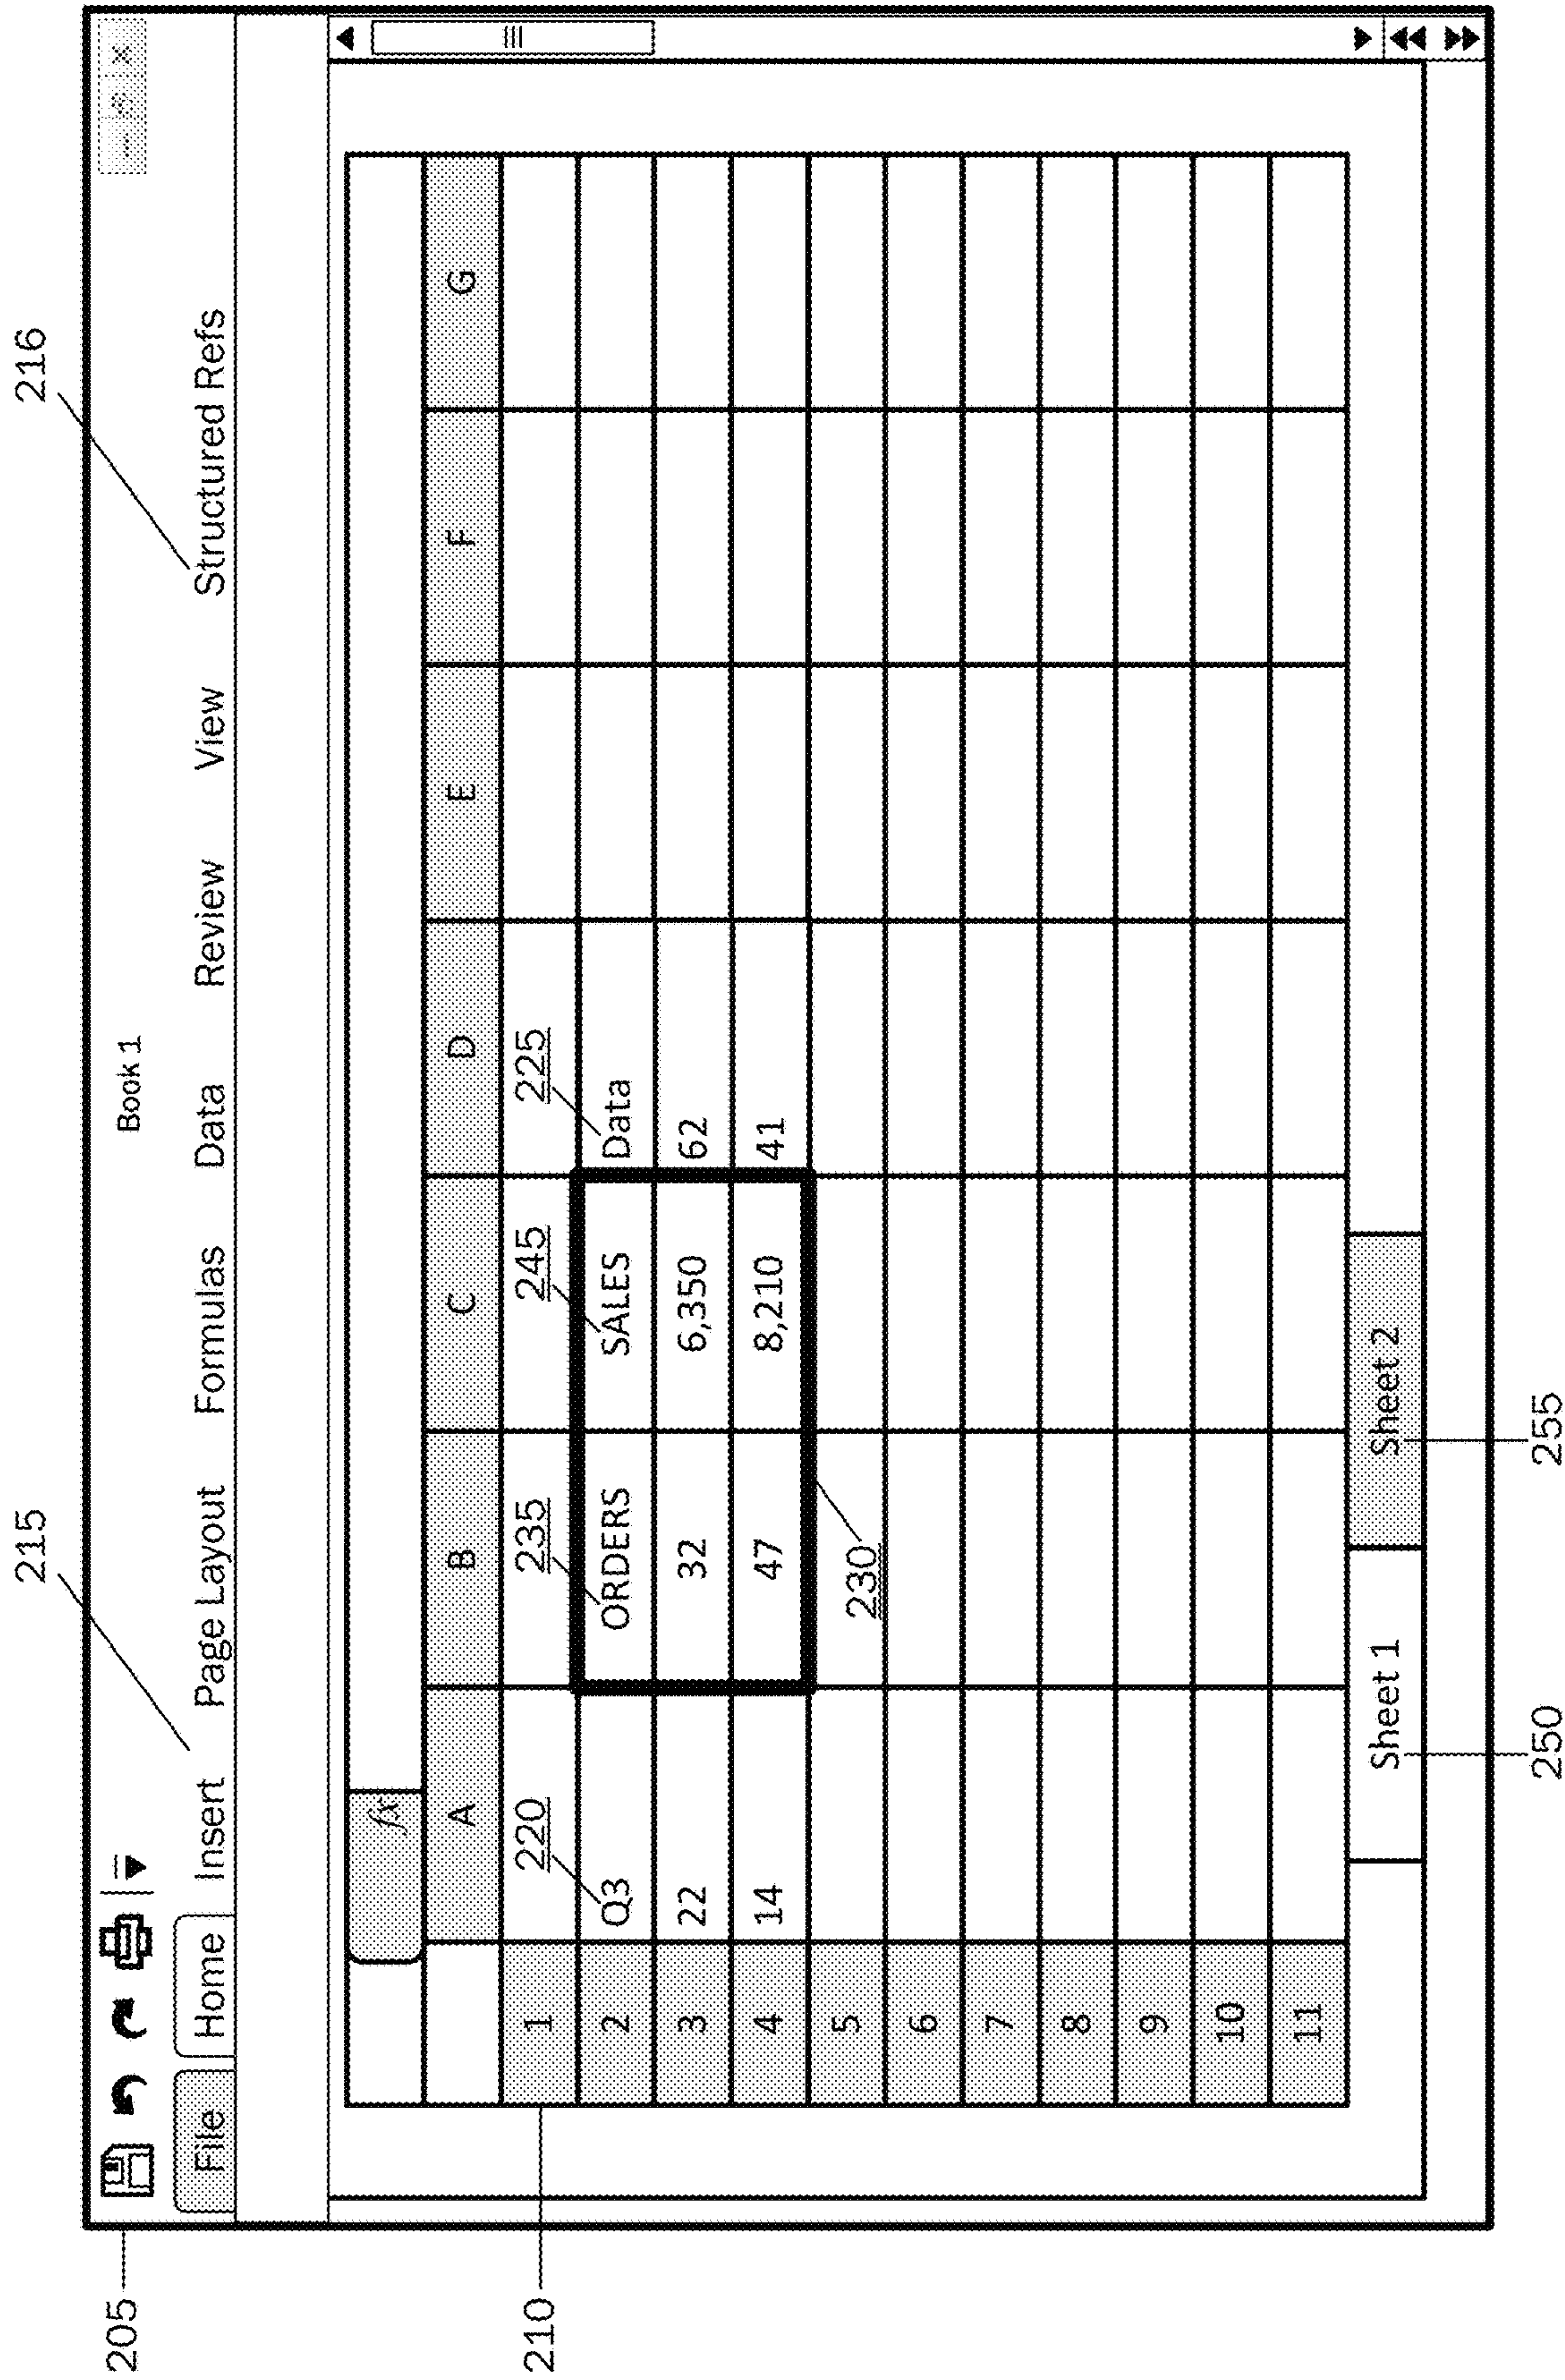 215 216
205 Book 1
File Home Insert Page Layout Formulas Data Review View Structured Refs
fx
A B C D E F G
210 1 220 235 245 225
2 Q3 ORDERS SALES Data
3 22 32 6,350 62
4 14 47 8,210 41
5 230
6
7
8
9
10
11
Sheet 1 Sheet 2
250 255